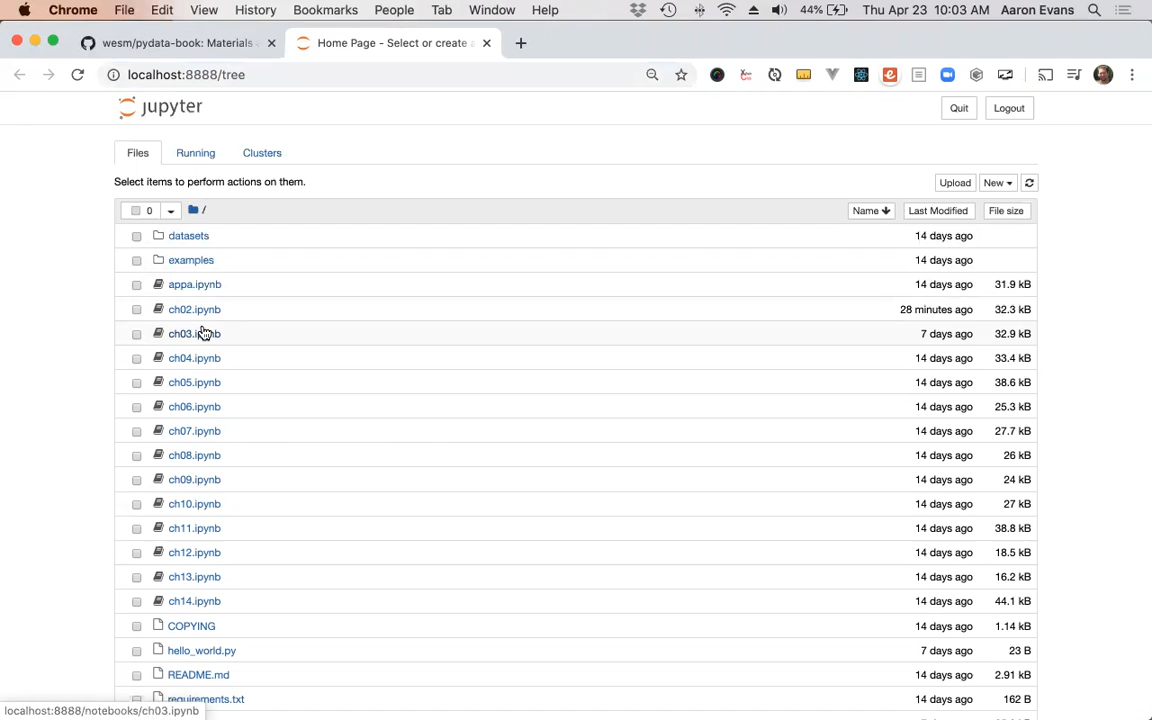 Chrome File Edit View History Bookmarks People Tab Window Help 44% Thu Apr 23 10:03 AM Aaron Evans
wesm/pydata-book: Materials Home Page - Select or create a
localhost:8888/tree
jupyter Quit Logout
Files Running Clusters
Select items to perform actions on them. Upload New
0 / Name Last Modified File size
datasets 14 days ago
examples 14 days ago
appa.ipynb 14 days ago 31.9 kB
ch02.ipynb 28 minutes ago 32.3 kB
ch03.ipynb 7 days ago 32.9 kB
ch04.ipynb 14 days ago 33.4 kB
ch05.ipynb 14 days ago 38.6 kB
ch06.ipynb 14 days ago 25.3 kB
ch07.ipynb 14 days ago 27.7 kB
ch08.ipynb 14 days ago 26 kB
ch09.ipynb 14 days ago 24 kB
ch10.ipynb 14 days ago 27 kB
ch11.ipynb 14 days ago 38.8 kB
ch12.ipynb 14 days ago 18.5 kB
ch13.ipynb 14 days ago 16.2 kB
ch14.ipynb 14 days ago 44.1 kB
COPYING 14 days ago 1.14 kB
hello_world.py 7 days ago 23 B
README.md 14 days ago 2.91 kB
requirements.txt 14 days ago 162 B
localhost:8888/notebooks/ch03.ipynb